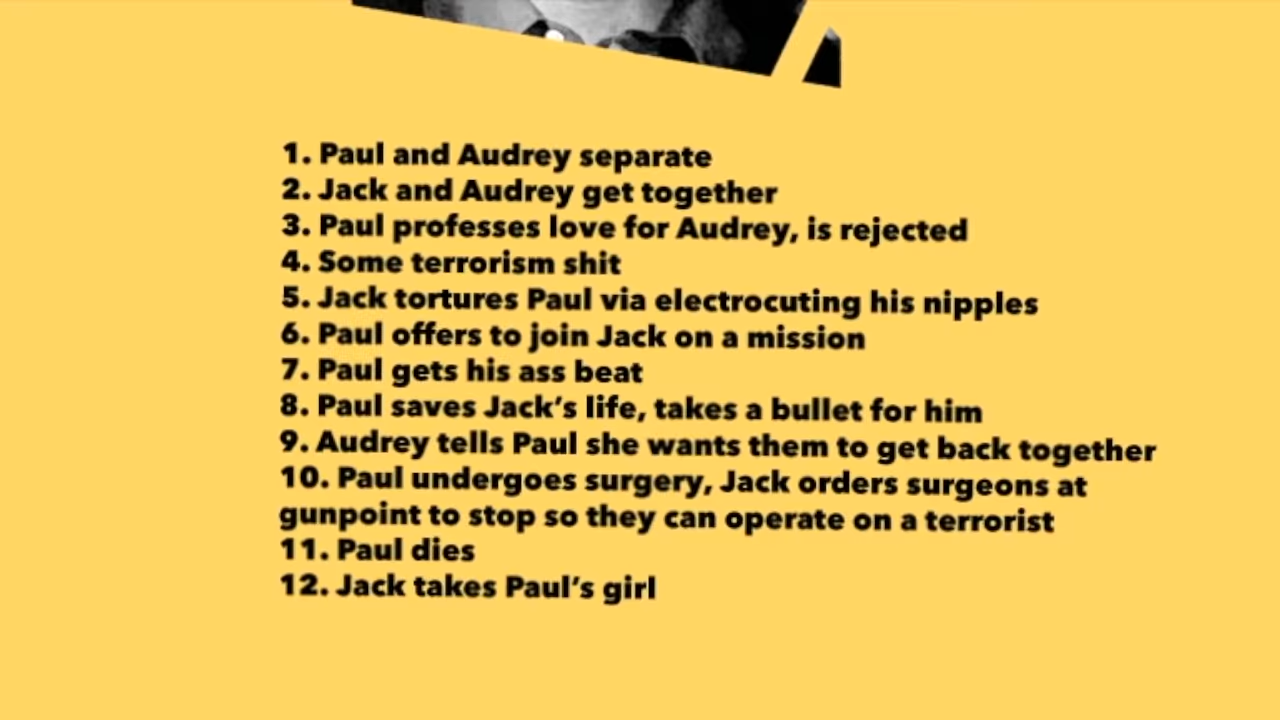 1. Paul and Audrey separate
2. Jack and Audrey get together
3. Paul professes love for Audrey, is rejected
4. Some terrorism shit
5. Jack tortures Paul via electrocuting his nipples
6. Paul offers to join Jack on a mission
7. Paul gets his ass beat
8. Paul saves Jack’s life, takes a bullet for him
9. Audrey tells Paul she wants them to get back together
10. Paul undergoes surgery, Jack orders surgeons at
gunpoint to stop so they can operate on a terrorist
11. Paul dies
12. Jack takes Paul’s girl